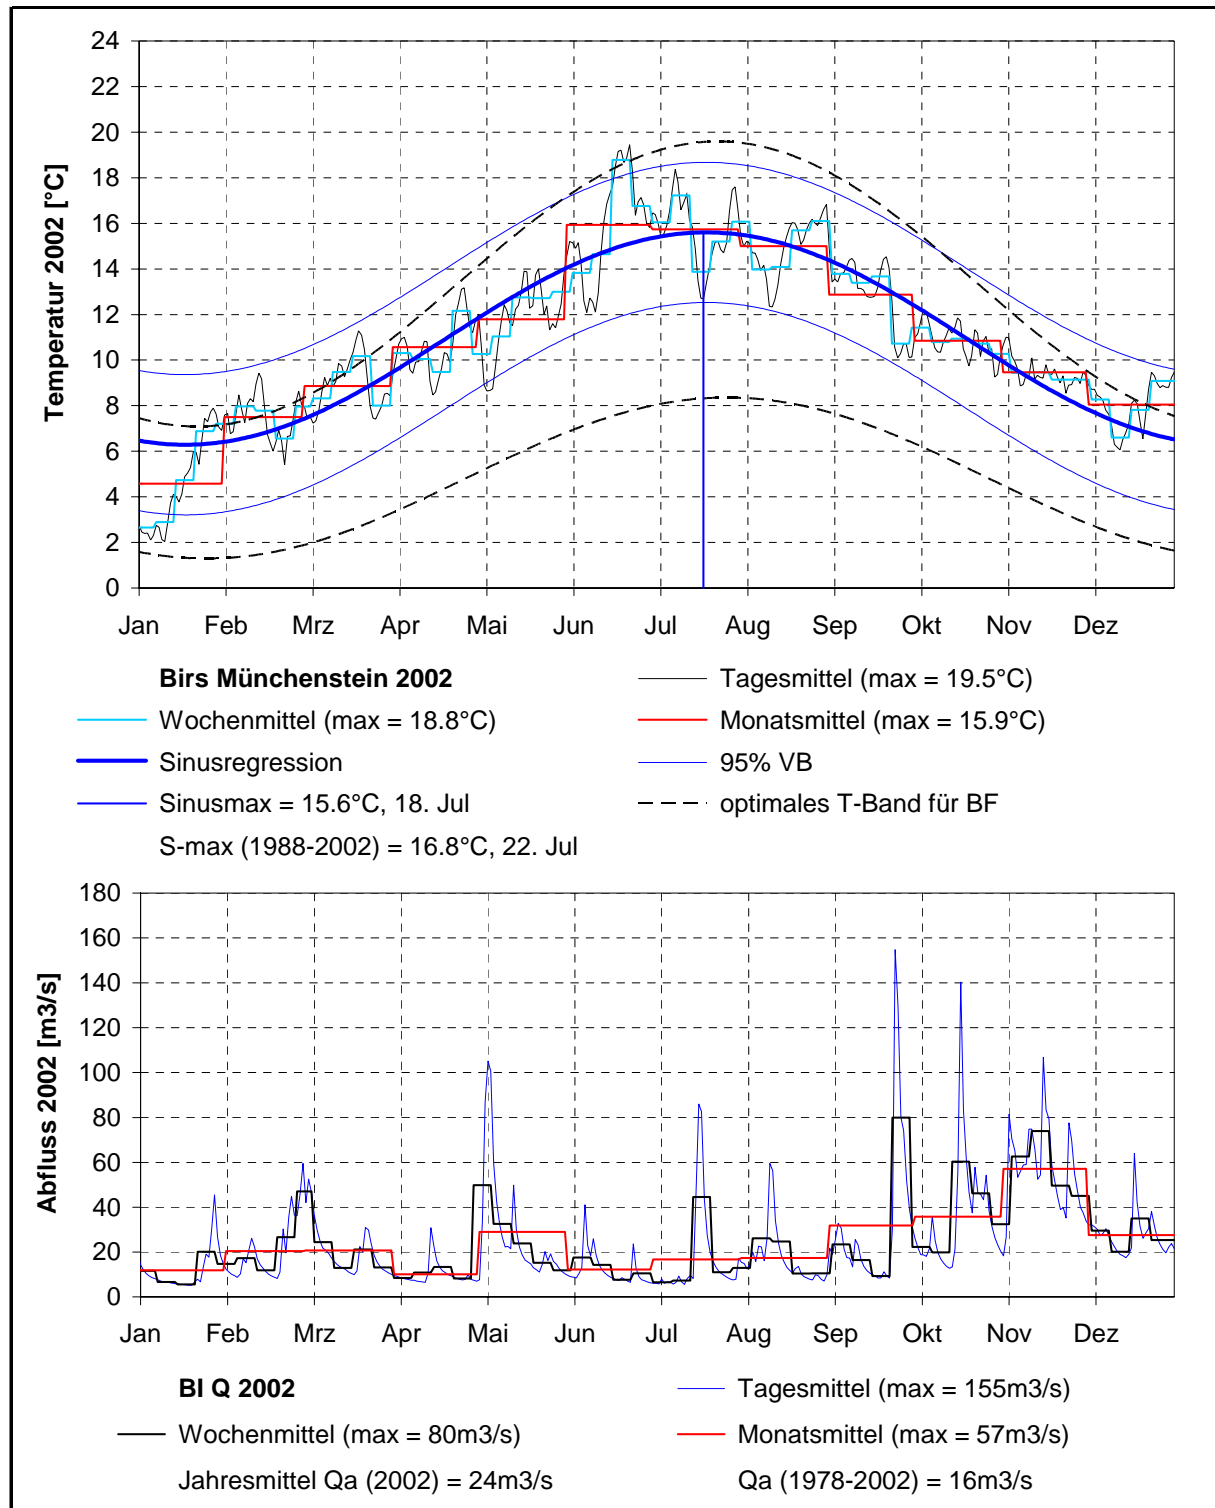 Temperatur 2002 [°C]
24
22
20
18
16
14
12
10
8
6
4
2
0
Jan Feb Mrz Apr Mai Jun Jul Aug Sep Okt Nov Dez
Birs Münchenstein 2002
Tagesmittel (max = 19.5°C)
Wochenmittel (max = 18.8°C)
Monatsmittel (max = 15.9°C)
Sinusregression
95% VB
Sinusmax = 15.6°C, 18. Jul
optimales T-Band für BF
S-max (1988-2002) = 16.8°C, 22. Jul
Abfluss 2002 [m3/s]
180
160
140
120
100
80
60
40
20
0
Jan Feb Mrz Apr Mai Jun Jul Aug Sep Okt Nov Dez
BI Q 2002
Tagesmittel (max = 155m3/s)
Wochenmittel (max = 80m3/s)
Monatsmittel (max = 57m3/s)
Jahresmittel Qa (2002) = 24m3/s
Qa (1978-2002) = 16m3/s